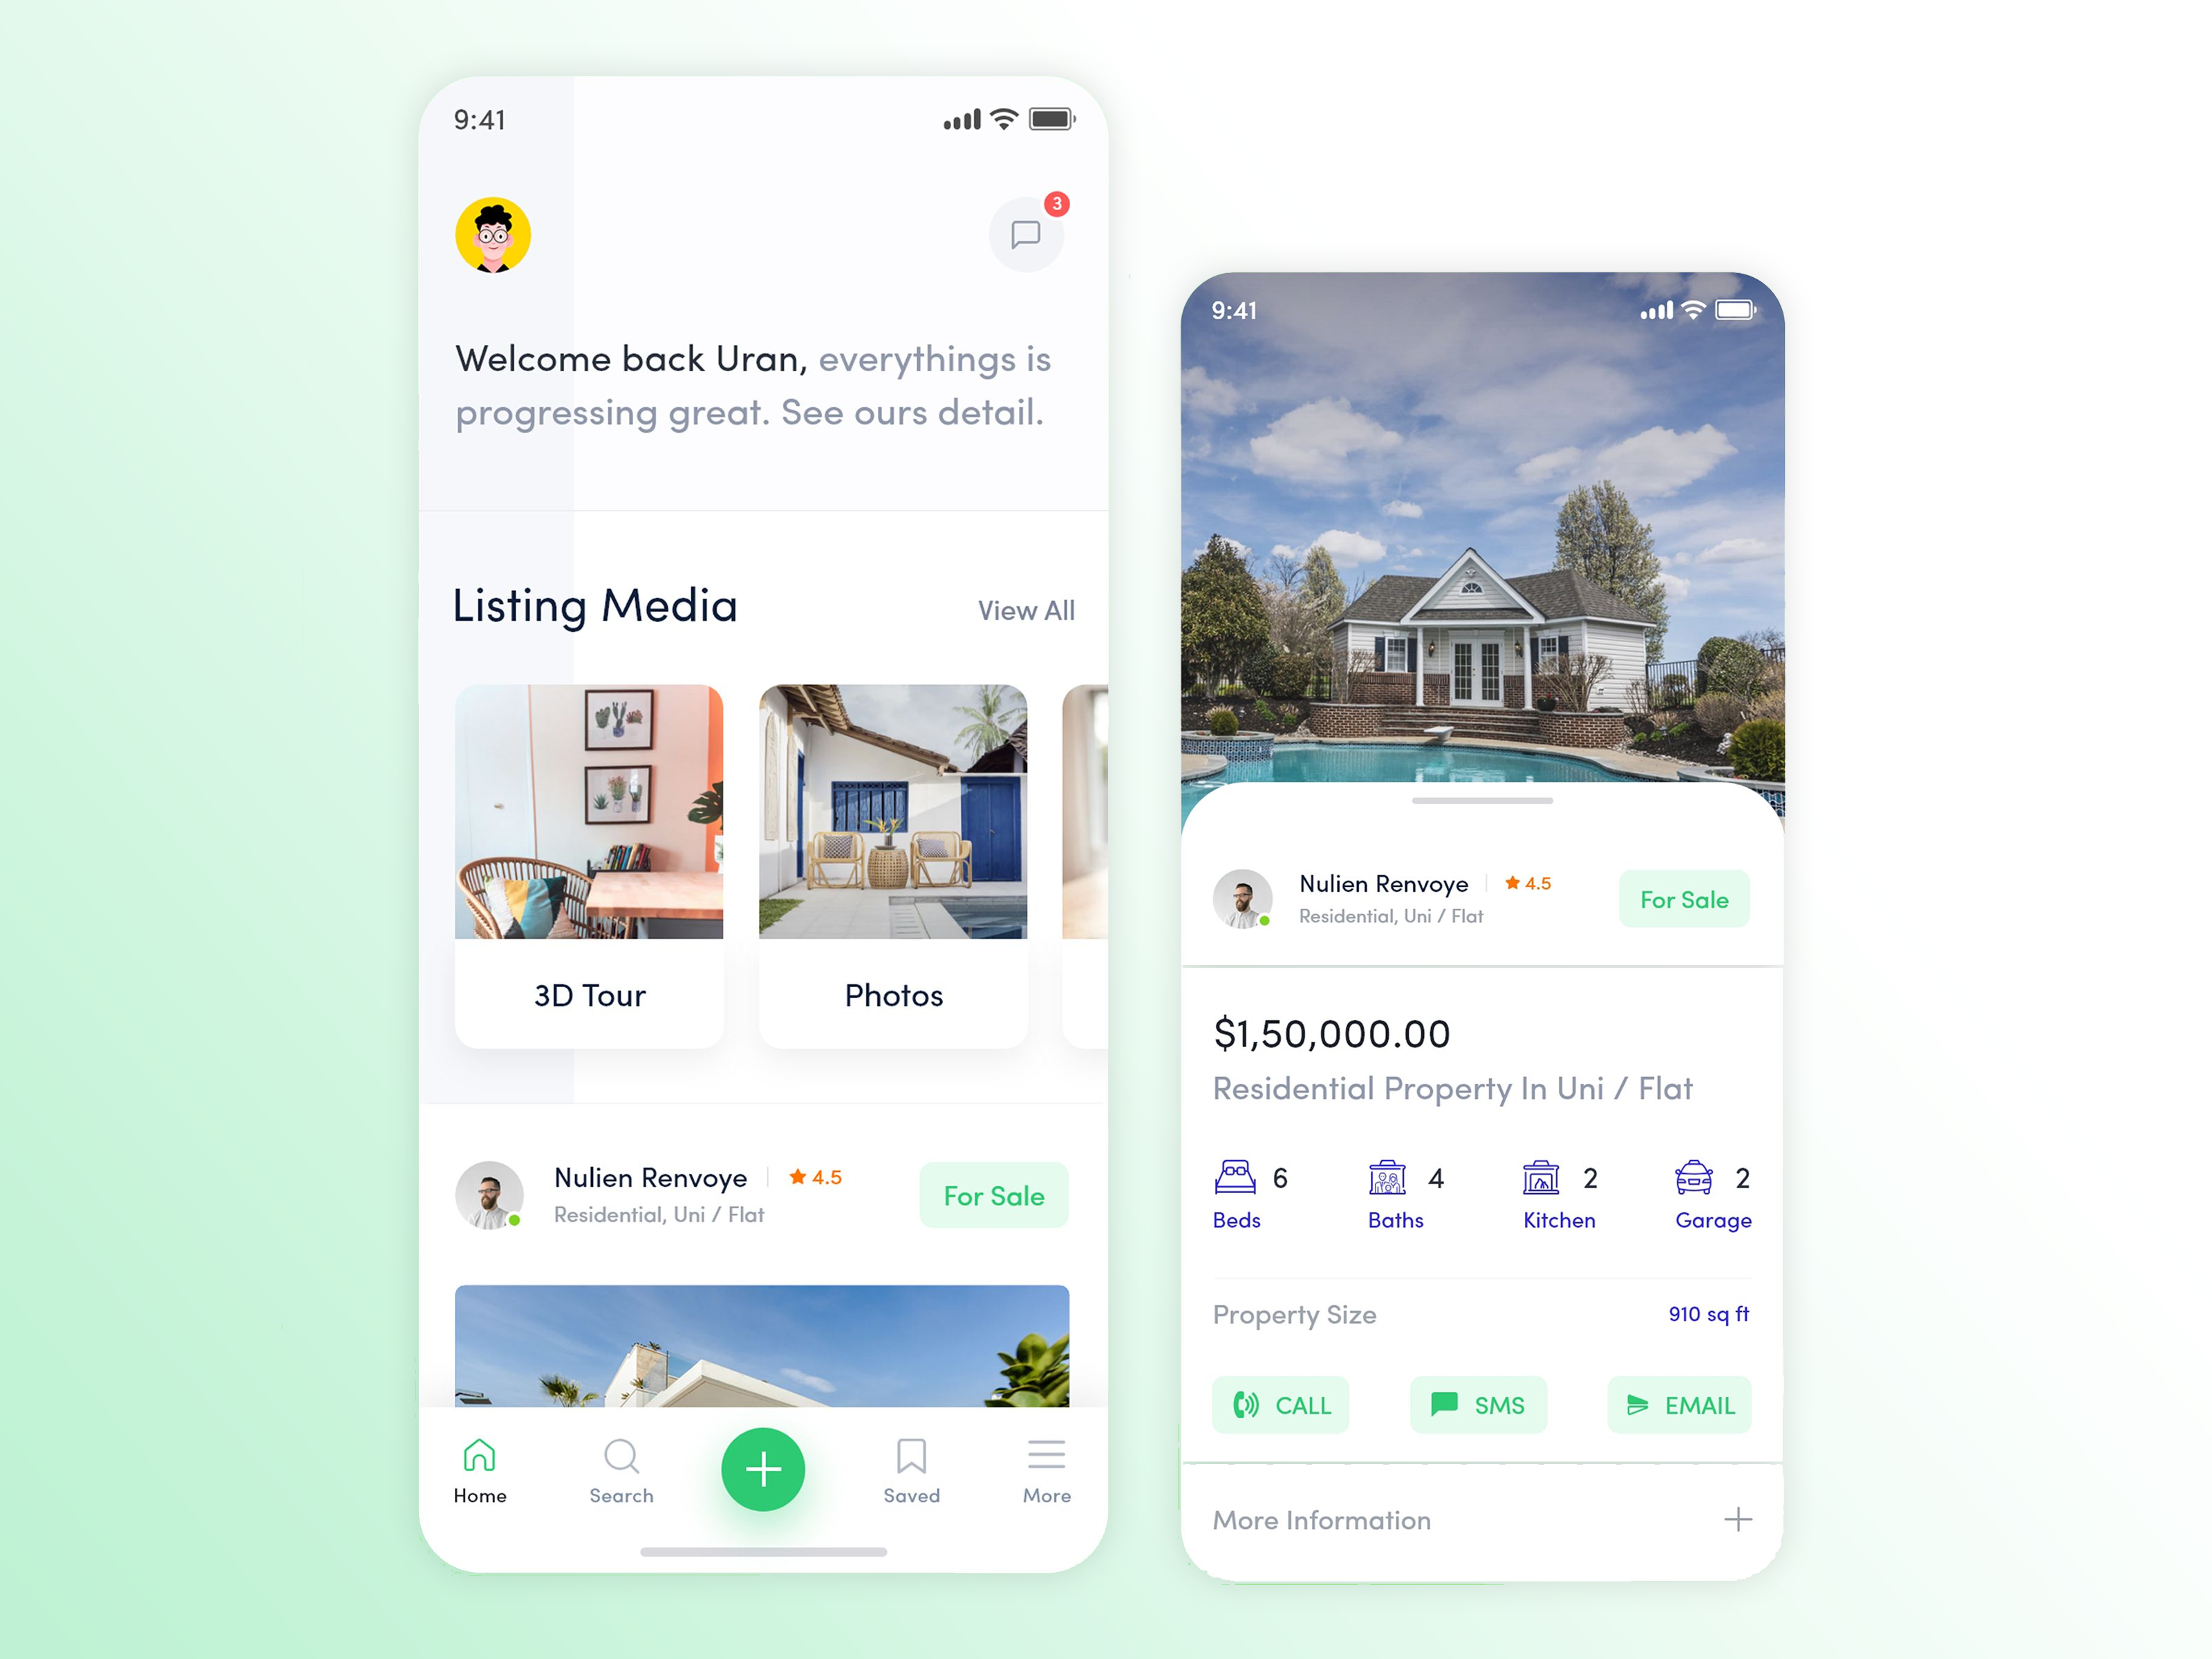 9:41
3
Welcome back Uran, everythings is
progressing great. See ours detail.
Listing Media
View All
3D Tour
Photos
Nulien Renvoye
4.5
Residential, Uni / Flat
For Sale
Home
Search
Saved
More
9:41
Nulien Renvoye
4.5
Residential, Uni / Flat
For Sale
$1,50,000.00
Residential Property In Uni / Flat
6
4
2
2
Beds
Baths
Kitchen
Garage
Property Size
910 sq ft
CALL
SMS
EMAIL
More Information